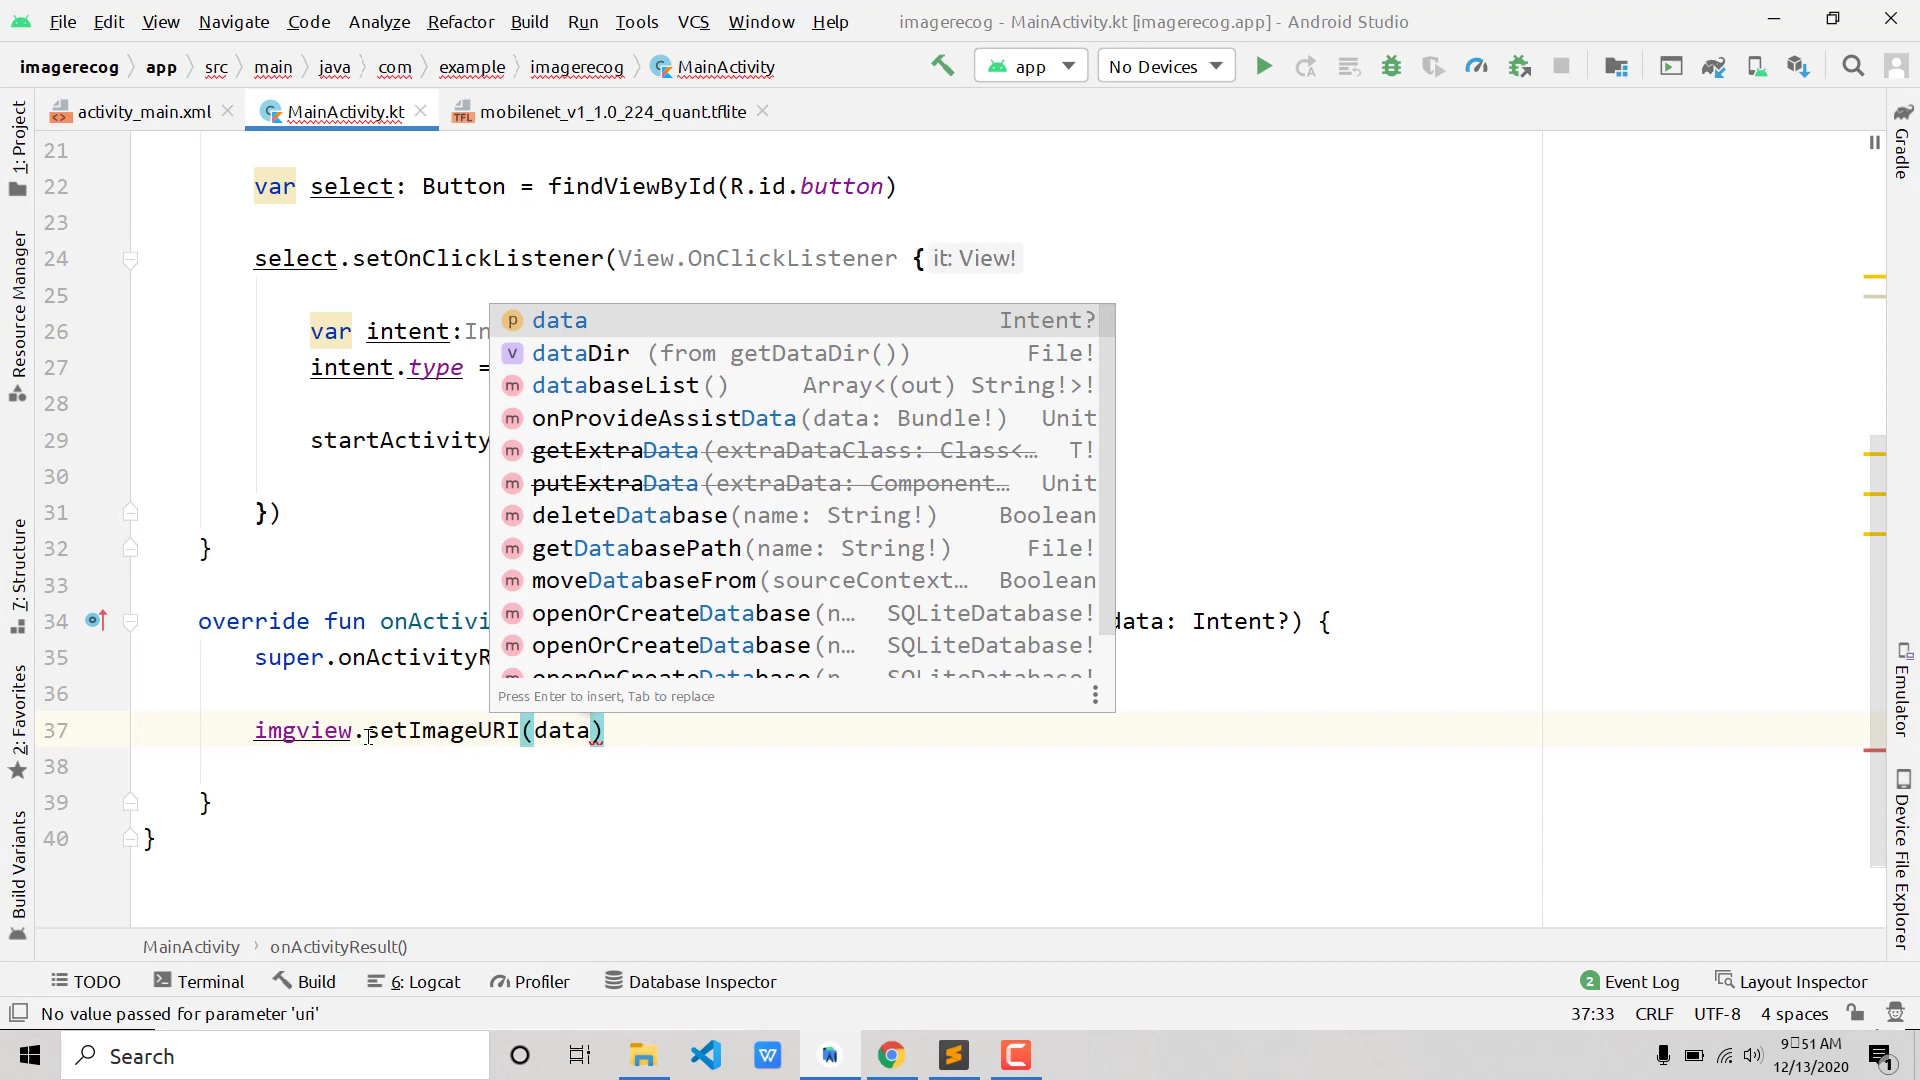 File Edit View Navigate Code Analyze Refactor Build Run Tools VCS Window Help imagerecog - MainActivity.kt [imagerecog.app] - Android Studio
imagerecog app src main java com example imagerecog MainActivity app No Devices
activity_main.xml MainActivity.kt mobilenet_v1_1.0_224_quant.tflite
1: Project
Resource Manager
7: Structure
2: Favorites
Build Variants
21
22 var select: Button = findViewById(R.id.button)
23
24 select.setOnClickListener(View.OnClickListener { it: View!
25
26 var intent:In
27 intent.type =
28
29 startActivity
30
31 })
32 }
33
34 override fun onActivi data: Intent?) {
35 super.onActivityR
36
37 imgview.setImageURI(data)
38
39 }
40 }
data Intent?
dataDir (from getDataDir()) File!
databaseList() Array<(out) String!>!
onProvideAssistData(data: Bundle!) Unit
getExtraData(extraDataClass: Class<… T!
putExtraData(extraData: Component… Unit
deleteDatabase(name: String!) Boolean
getDatabasePath(name: String!) File!
moveDatabaseFrom(sourceContext… Boolean
openOrCreateDatabase(n… SQLiteDatabase!
openOrCreateDatabase(n… SQLiteDatabase!
openOrCreateDatabase(n… SQLiteDatabase!
Press Enter to insert, Tab to replace
Gradle
Emulator
Device File Explorer
MainActivity onActivityResult()
TODO Terminal Build 6: Logcat Profiler Database Inspector 2 Event Log Layout Inspector
No value passed for parameter 'uri' 37:33 CRLF UTF-8 4 spaces
Search
9:51 AM
12/13/2020
1